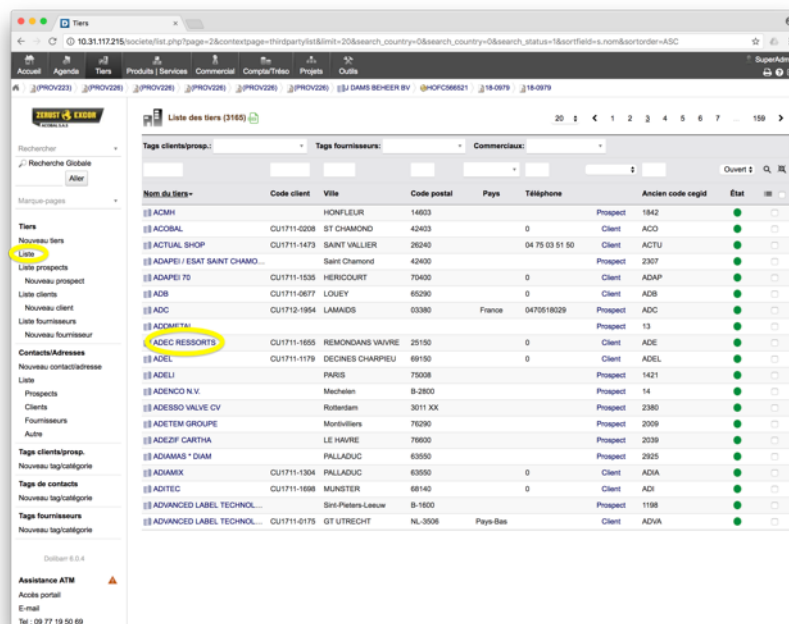 Tiers
10.31.117.215/societe/list.php?page=2&contextpage=thirdpartylist&limit=20&search_country=0&search_country=0&search_status=1&sortfield=s.nom&sortorder=ASC
Accueil Agenda Tiers Produits | Services Commercial Compta/Tréso Projets Outils SuperAdm
(PROV223) (PROV226) (PROV226) (PROV226) (PROV226) (PROV226) J DAMS BEHEER BV HOFC566521 18-0979 18-0979
ZERUST EXCOR
Liste des tiers (3165) 20 1 2 3 4 5 6 7 ... 159
Rechercher
Tags clients/prosp.: Tags fournisseurs: Commerciaux:
Recherche Globale
Aller
Ouvert
Marque-pages
Nom du tiers Code client Ville Code postal Pays Téléphone Ancien code cegid État
ACMH HONFLEUR 14603 Prospect 1842
ACOBAL CU1711-0208 ST CHAMOND 42403 0 Client ACO
ACTUAL SHOP CU1711-1473 SAINT VALLIER 26240 04 75 03 51 50 Client ACTU
ADAPEI / ESAT SAINT CHAMO... Saint Chamond 42400 Prospect 2307
ADAPEI 70 CU1711-1535 HERICOURT 70400 0 Client ADAP
ADB CU1711-0677 LOUEY 65290 0 Client ADB
ADC CU1712-1954 LAMAIDS 03380 France 0470518029 Prospect ADC
ADDMETAL Prospect 13
ADEC RESSORTS CU1711-1655 REMONDANS VAIVRE 25150 0 Client ADE
ADEL CU1711-1179 DECINES CHARPIEU 69150 0 Client ADEL
ADELI PARIS 75008 Prospect 1421
ADENCO N.V. Mechelen B-2800 Prospect 14
ADESSO VALVE CV Rotterdam 3011 XX Prospect 2380
ADETEM GROUPE Montivilliers 76290 Prospect 2009
ADEZIF CARTHA LE HAVRE 76600 Prospect 2039
ADIAMAS * DIAM PALLADUC 63550 Prospect 2925
ADIAMIX CU1711-1304 PALLADUC 63550 0 Client ADIA
ADITEC CU1711-1698 MUNSTER 68140 0 Client ADI
ADVANCED LABEL TECHNOL... Sint-Pieters-Leeuw B-1600 Prospect 1198
ADVANCED LABEL TECHNOL... CU1711-0175 GT UTRECHT NL-3506 Pays-Bas Client ADVA
Tiers
Nouveau tiers
Liste
Liste prospects
Nouveau prospect
Liste clients
Nouveau client
Liste fournisseurs
Nouveau fournisseur
Contacts/Adresses
Nouveau contact/adresse
Liste
Prospects
Clients
Fournisseurs
Autre
Tags clients/prosp.
Nouveau tag/catégorie
Tags de contacts
Nouveau tag/catégorie
Tags fournisseurs
Nouveau tag/catégorie
Dolibarr 6.0.4
Assistance ATM
Accès portail
E-mail
Tel : 09 77 19 50 69